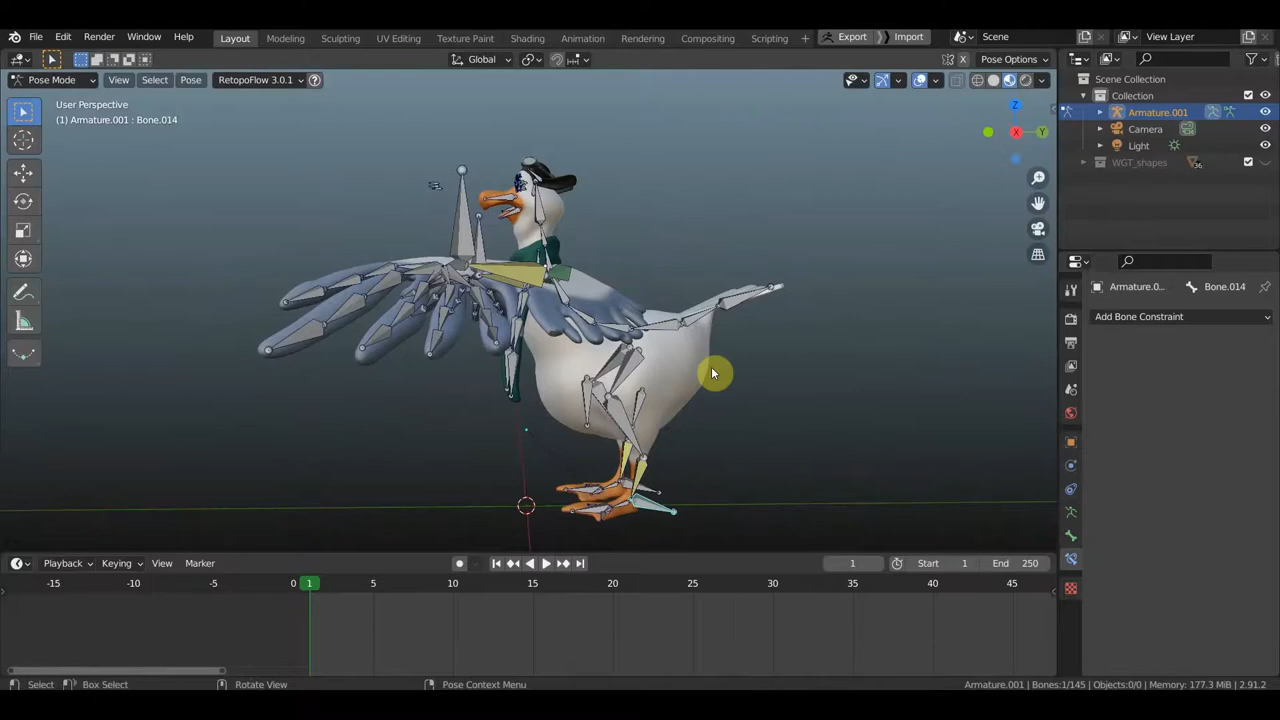 File Edit Render Window Help Layout Modeling Sculpting UV Editing Texture Paint Shading Animation Rendering Compositing Scripting + Export Import Scene View Layer
Global Pose Options
Pose Mode View Select Pose RetopoFlow 3.0.1
User Perspective
(1) Armature.001 : Bone.014
Z
X
Y
Scene Collection
Collection
Armature.001
Camera
Light
WGT_shapes 36
Armature.0... Bone.014
Add Bone Constraint
Playback Keying View Marker 1 Start 1 End 250
-15 -10 -5 0 1 5 10 15 20 25 30 35 40 45
Select Box Select Rotate View Pose Context Menu Armature.001 | Bones:1/145 | Objects:0/0 | Memory: 177.3 MiB | 2.91.2